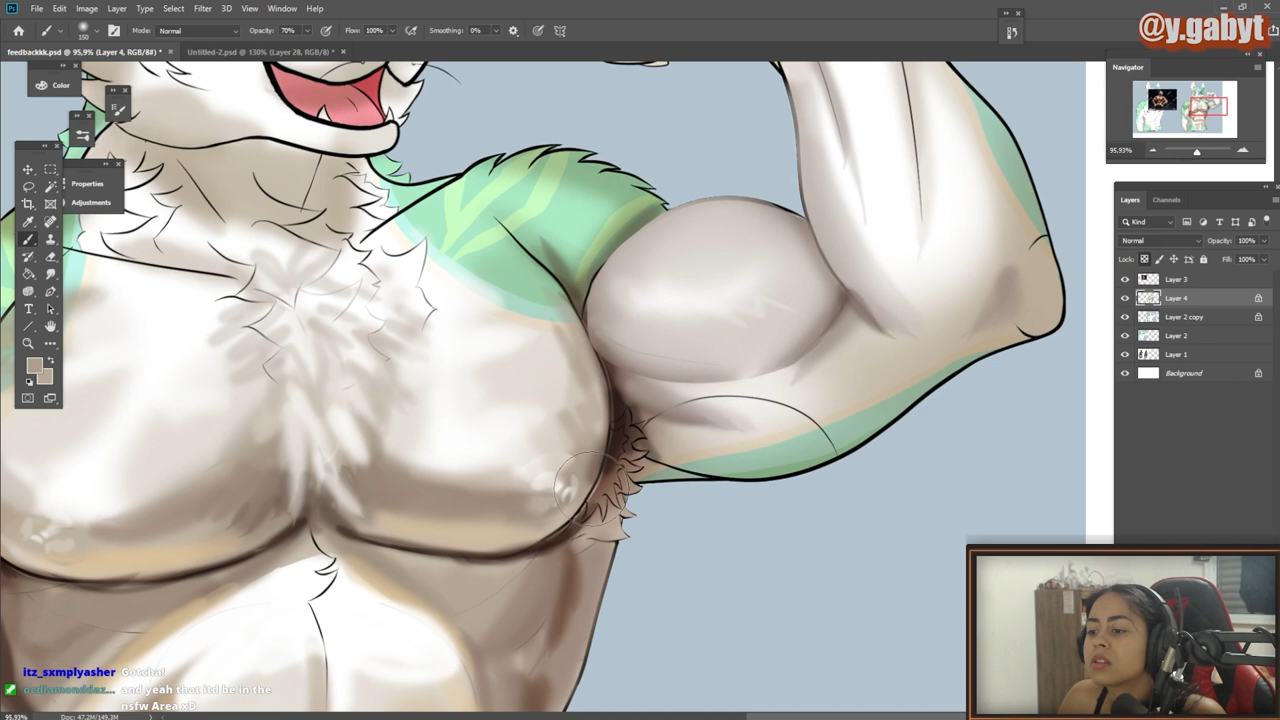 Ps File Edit Image Layer Type Select Filter 3D View Window Help
@y.gabyt
150 Mode: Normal Opacity: 70% Flow: 100% Smoothing: 0%
feedbackkk.psd @ 95,9% (Layer 4, RGB/8#) * × Untitled-2.psd @ 130% (Layer 28, RGB/8#) * ×
Color
Properties
Adjustments
Navigator
95.93%
Layers Channels
Kind
Normal Opacity: 100%
Lock: Fill: 100%
Layer 3
Layer 4
Layer 2 copy
Layer 2
Layer 1
Background
itz_sxmplyasher Gotcha!
and yeah that itd be in the
nsfw Area xD
95.93% Doc: 47,2M/149,3M